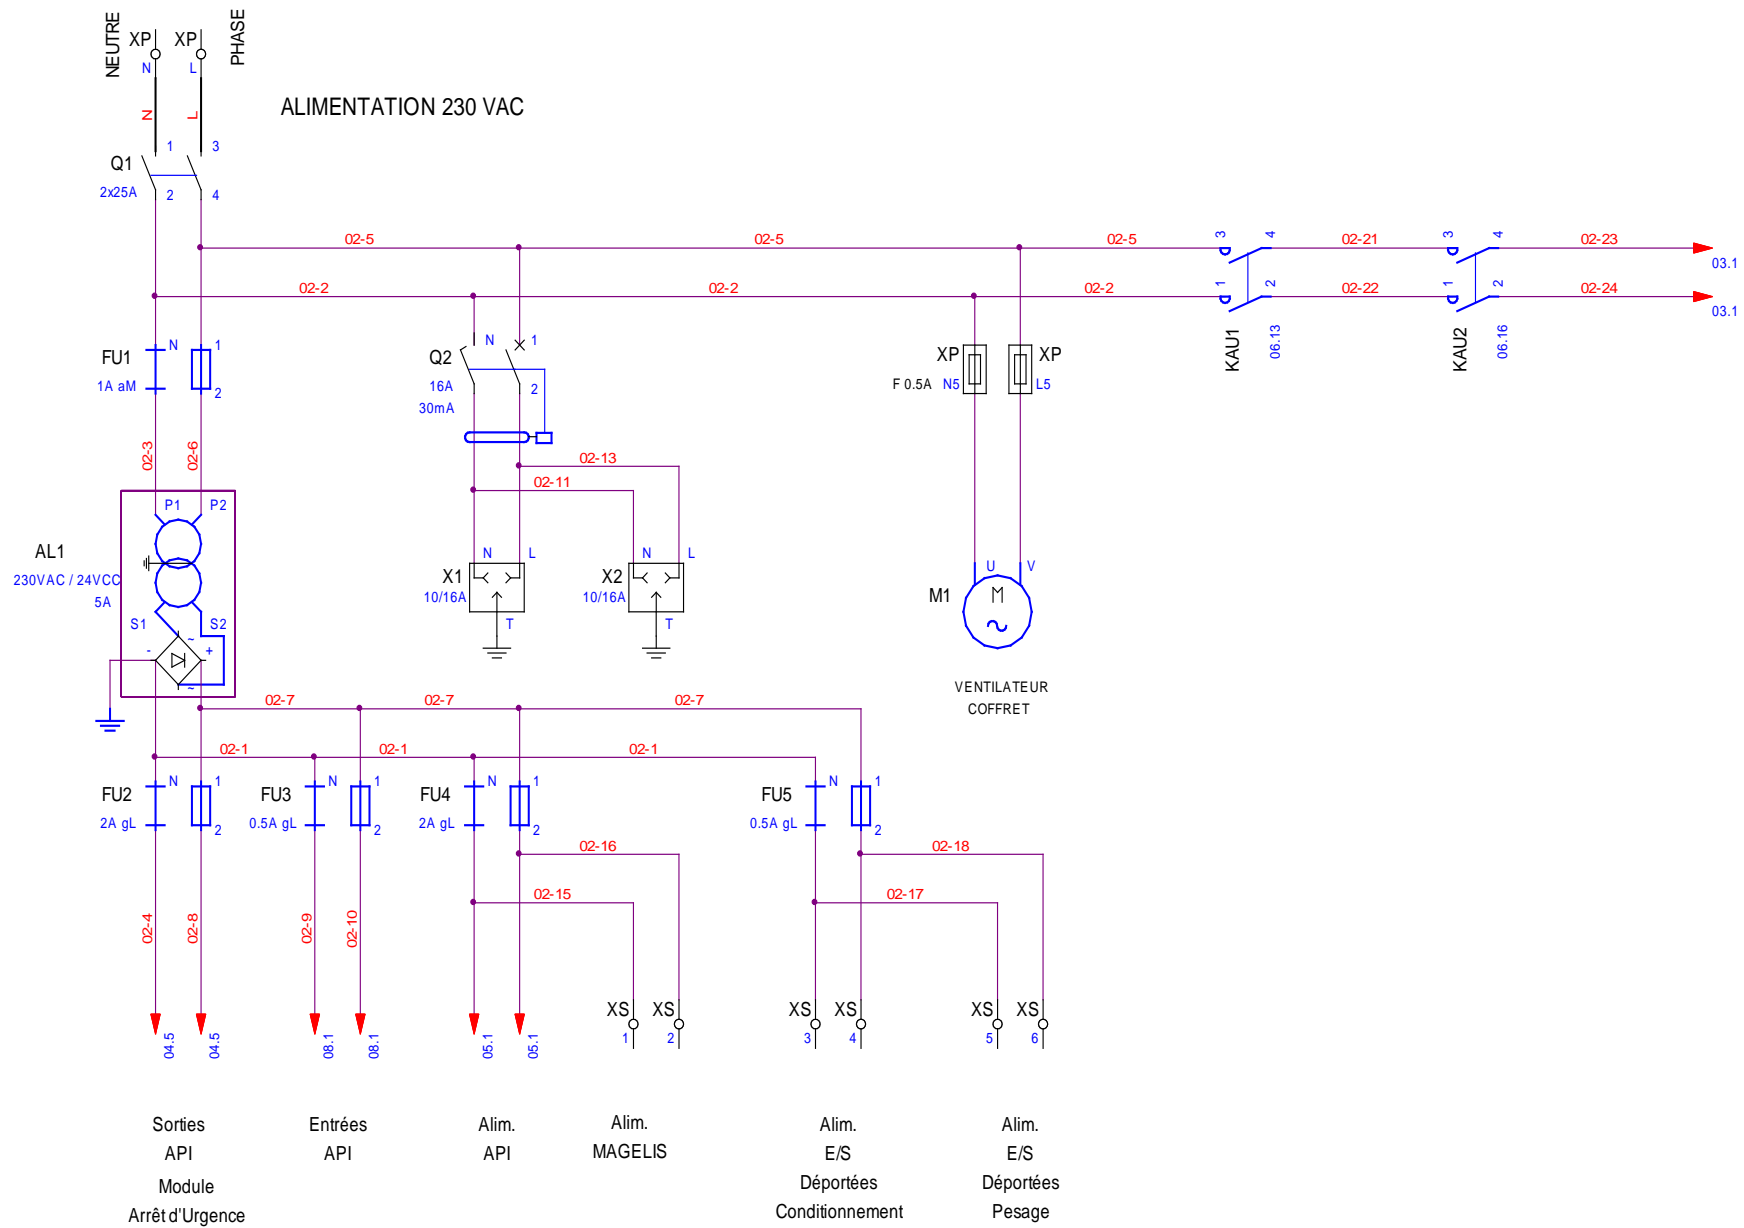 NEUTRE
XP
XP
PHASE
N
L
N
L
ALIMENTATION 230 VAC
1
3
Q1
2x25A
2
4
02-5
02-5
02-5
3
4
02-21
3
4
02-23
03.1
02-2
02-2
02-2
1
2
02-22
1
2
02-24
03.1
KAU1
06.13
KAU2
06.16
FU1
N
1
1A aM
2
Q2
N
1
16A
2
30mA
XP
XP
F 0.5A
N5
L5
02-3
02-6
02-13
02-11
P1
P2
AL1
230VAC / 24VCC
5A
S1
S2
-
~
+
~
N
L
X1
10/16A
T
N
L
X2
10/16A
T
U
V
M1
M
VENTILATEUR
COFFRET
02-7
02-7
02-7
02-1
02-1
02-1
FU2
N
1
2A gL
2
FU3
N
1
0.5A gL
2
FU4
N
1
2A gL
2
FU5
N
1
0.5A gL
2
02-16
02-18
02-15
02-17
02-4
02-8
02-9
02-10
04.5
04.5
08.1
08.1
05.1
05.1
XS
1
XS
2
XS
3
XS
4
XS
5
XS
6
Sorties
API
Module
Arrêt d'Urgence
Entrées
API
Alim.
API
Alim.
MAGELIS
Alim.
E/S
Déportées
Conditionnement
Alim.
E/S
Déportées
Pesage